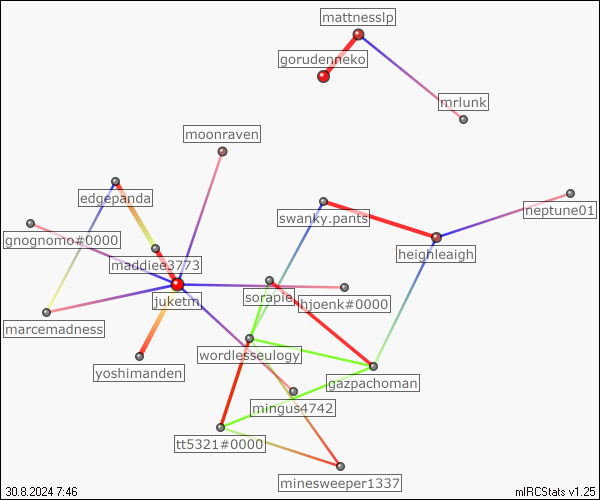 mattnesslp
gorudenneko
mrlunk
moonraven
edgepanda
neptune01
swanky.pants
gnognomo#0000
heighleaigh
maddiee3773
juketm
sorapie
hjoenk#0000
marcemadness
wordlesseulogy
yoshimanden
gazpachoman
mingus4742
tt5321#0000
minesweeper1337
30.8.2024 7:46
mIRCStats v1.25